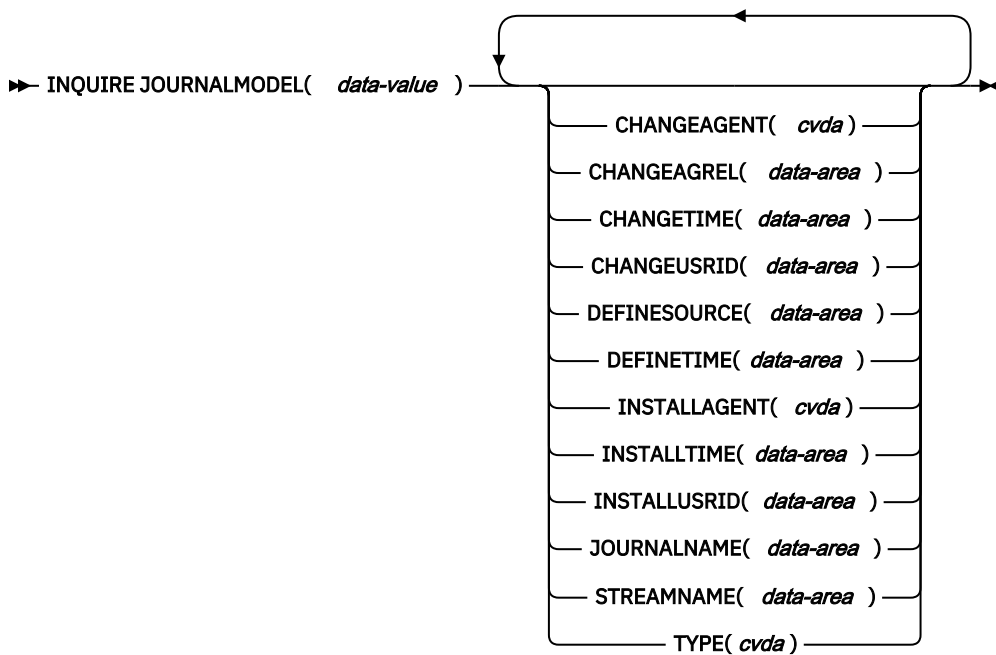 INQUIRE JOURNALMODEL( data-value )
CHANGEAGENT( cvda )
CHANGEAGREL( data-area )
CHANGETIME( data-area )
CHANGEUSRID( data-area )
DEFINESOURCE( data-area )
DEFINETIME( data-area )
INSTALLAGENT( cvda )
INSTALLTIME( data-area )
INSTALLUSRID( data-area )
JOURNALNAME( data-area )
STREAMNAME( data-area )
TYPE( cvda )